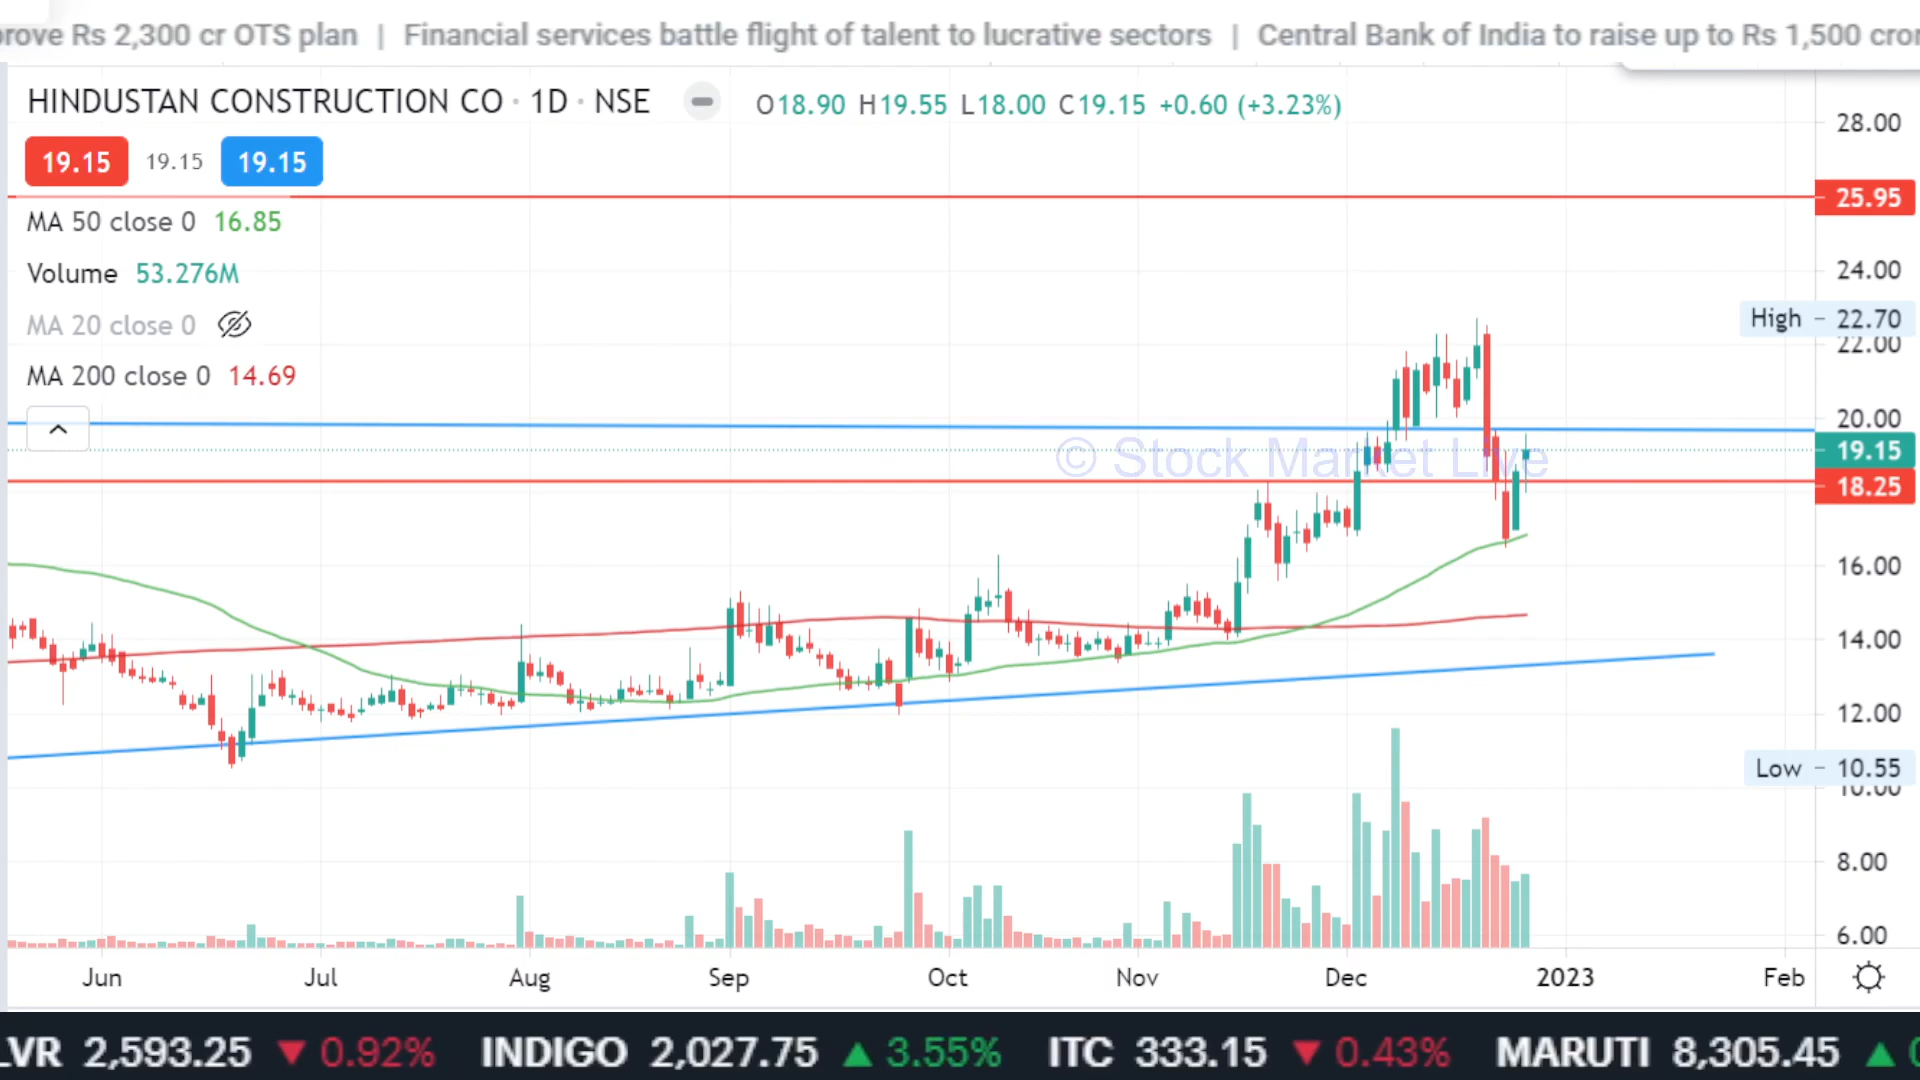 Rs 2,300 cr OTS plan | Financial services battle flight of talent to lucrative sectors | Central Bank of India to raise up to Rs 1,500
HINDUSTAN CONSTRUCTION CO · 1D · NSE O18.90 H19.55 L18.00 C19.15 +0.60 (+3.23%)
19.15 19.15 19.15
MA 50 close 0 16.85
Volume 53.276M
MA 20 close 0
MA 200 close 0 14.69
© Stock Market Live
28.00
25.95
24.00
High 22.70
22.00
20.00
19.15
18.25
16.00
14.00
12.00
Low 10.55
10.00
8.00
6.00
Jun Jul Aug Sep Oct Nov Dec 2023 Feb
LVR 2,593.25 ▼ 0.92% INDIGO 2,027.75 ▲ 3.55% ITC 333.15 ▼ 0.43% MARUTI 8,305.45 ▲